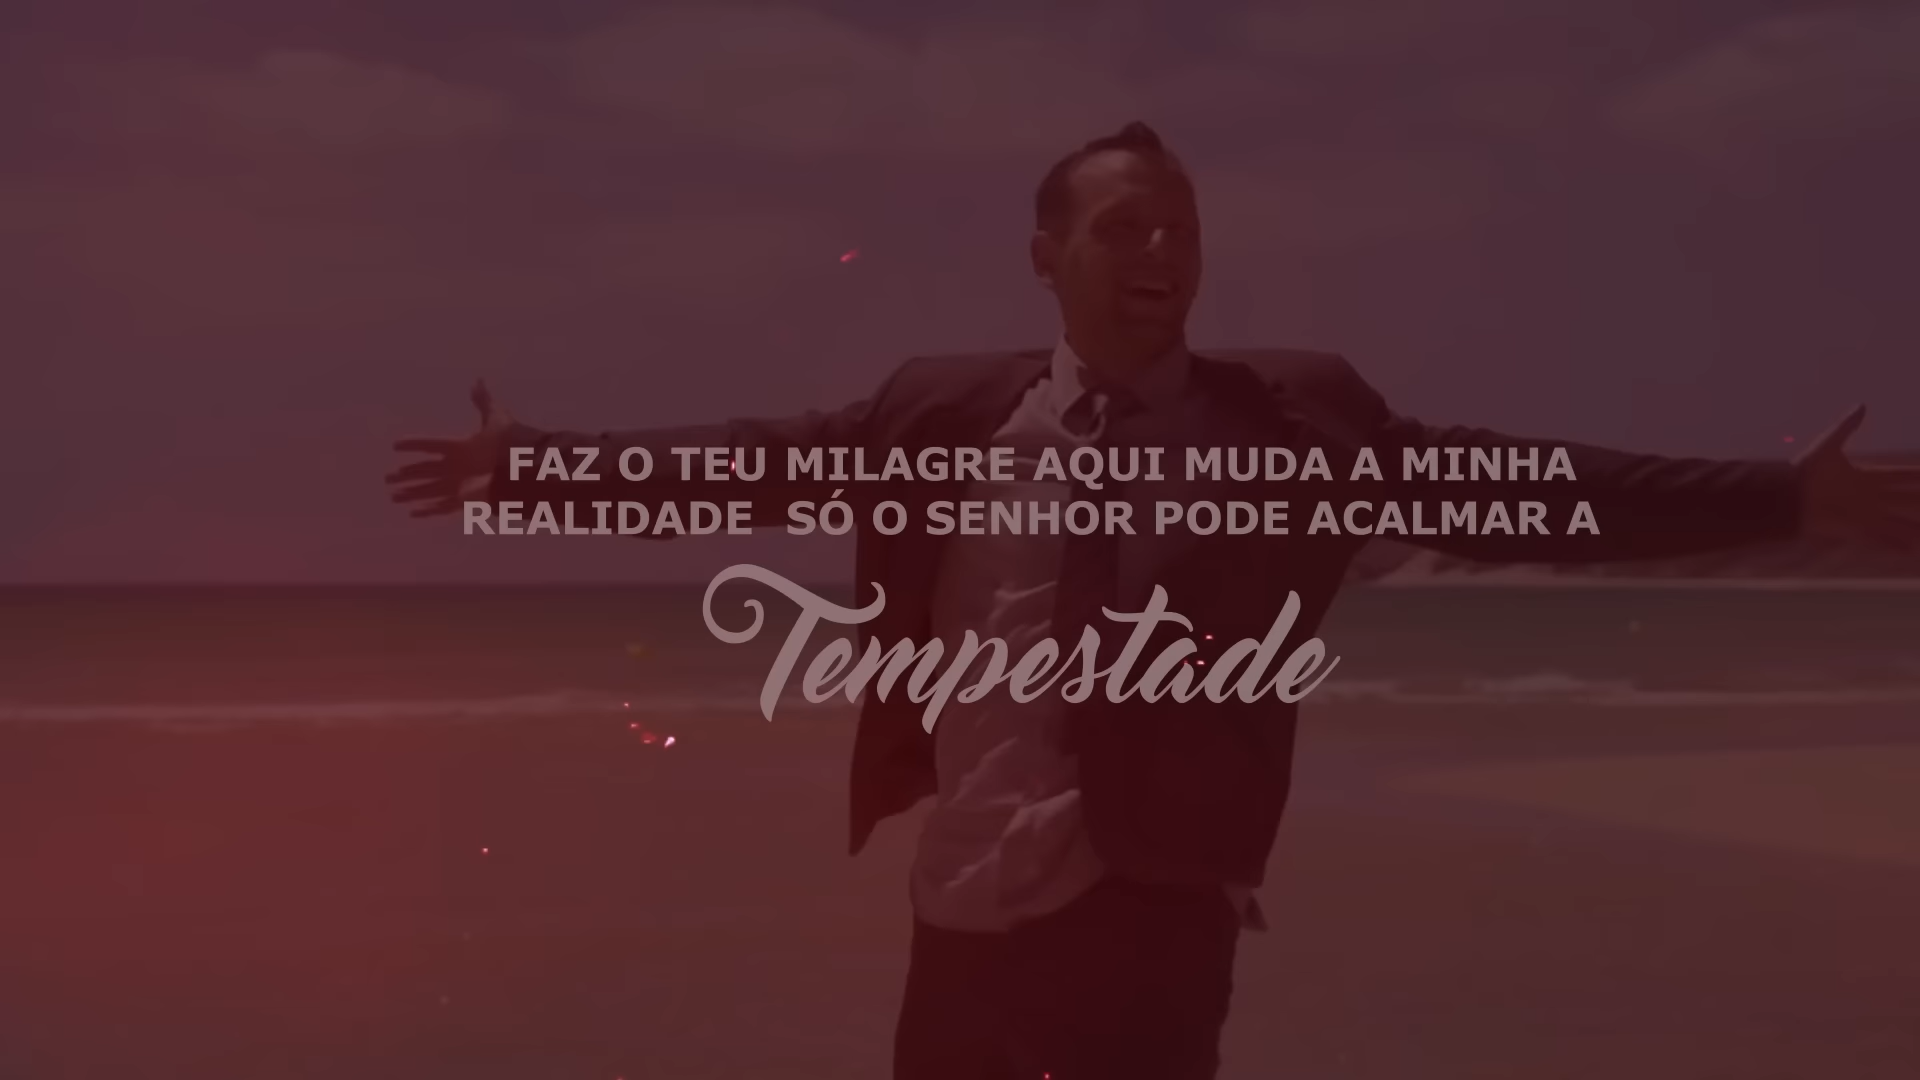 FAZ O TEU MILAGRE AQUI MUDA A MINHA
REALIDADE  SÓ O SENHOR PODE ACALMAR A
Tempestade